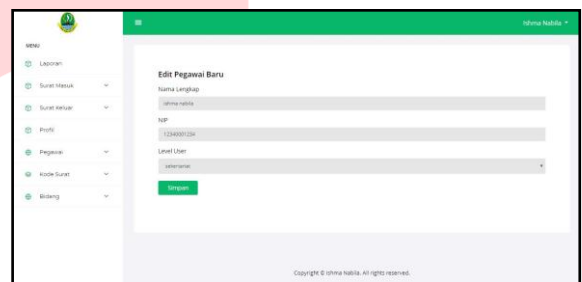 Ishma Nabila
MENU
Laporan
Surat Masuk
Surat Keluar
Profil
Pegawai
Kode Surat
Bidang
Edit Pegawai Baru
Nama Lengkap
ishma nabila
NIP
12340001234
Level User
sekretariat
Simpan
Copyright © Ishma Nabila. All rights reserved.